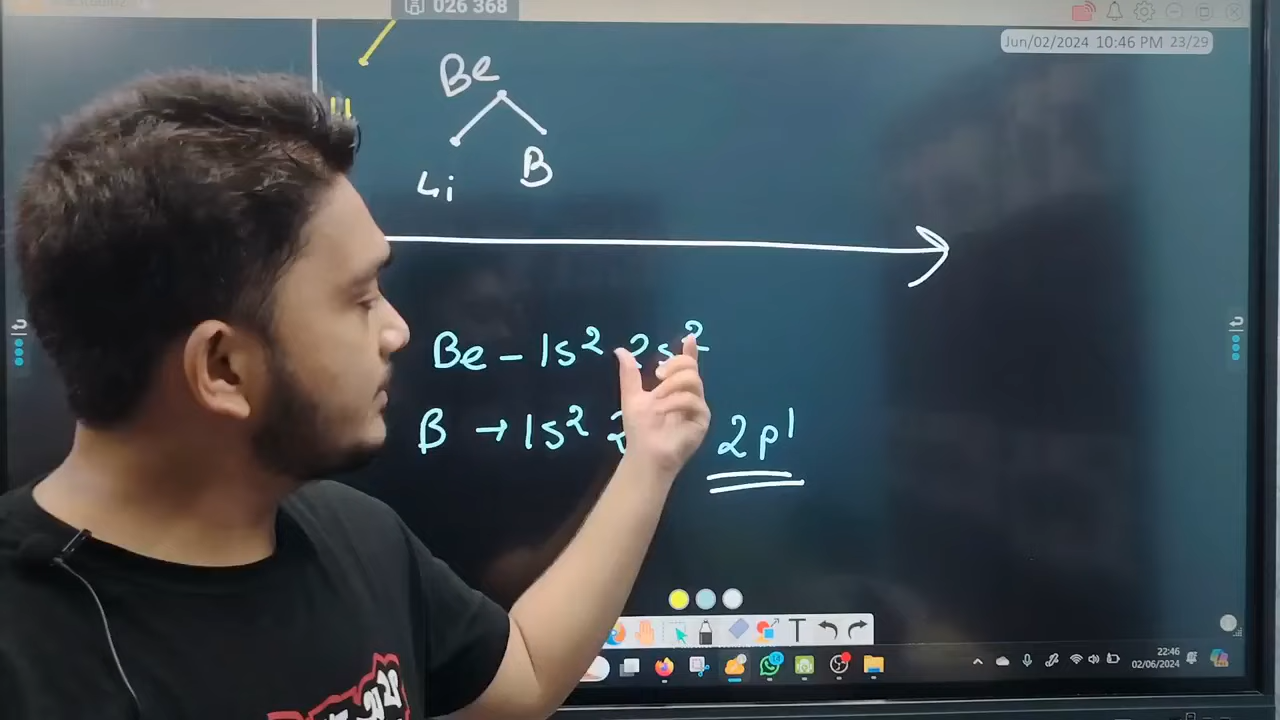 026 368
Jun/02/2024 10:46 PM 23/29
Be
Li B
Be - 1s² 2s²
B → 1s² 2 2p¹
T
22:46
02/06/2024